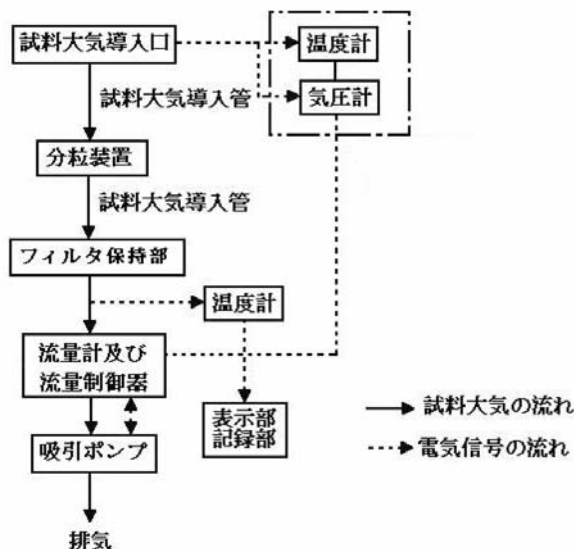 試料大気導入口
温度計
気圧計
試料大気導入管
分粒装置
試料大気導入管
フィルタ保持部
温度計
流量計及び
流量制御器
表示部
記録部
試料大気の流れ
電気信号の流れ
吸引ポンプ
排気